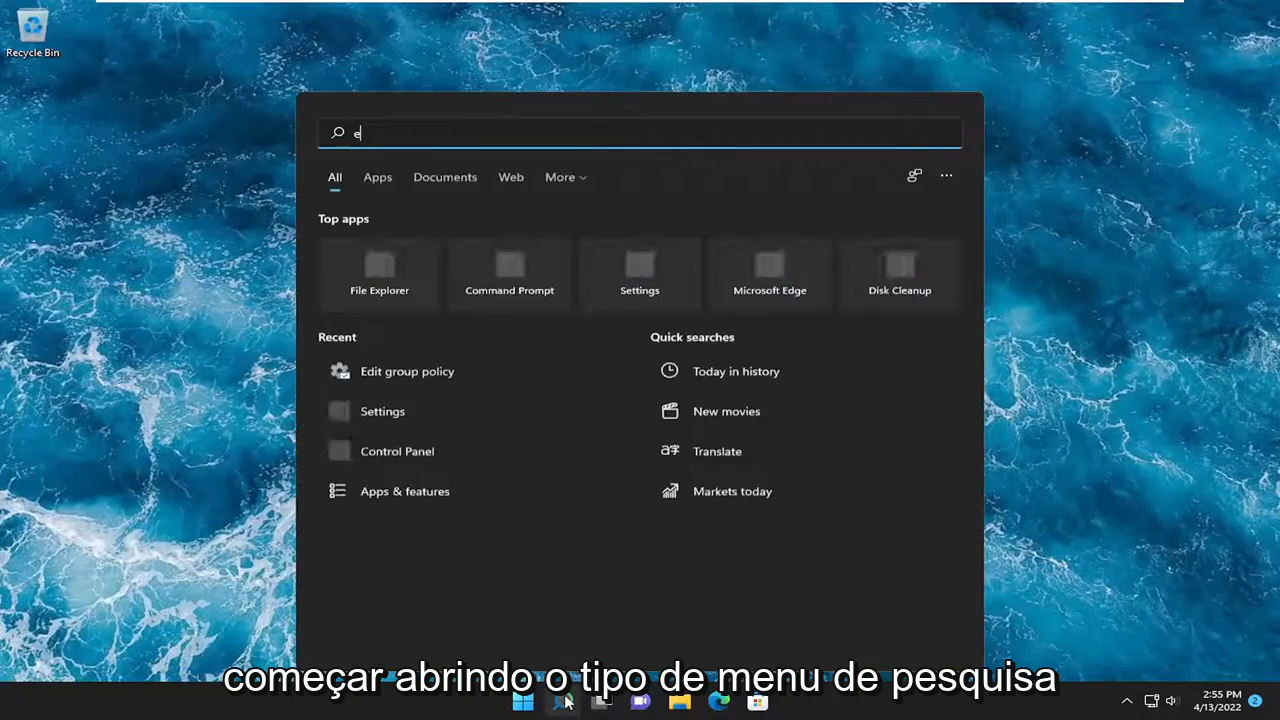 Recycle Bin
e
All Apps Documents Web More
Top apps
File Explorer Command Prompt Settings Microsoft Edge Disk Cleanup
Recent
Edit group policy
Settings
Control Panel
Apps & features
Quick searches
Today in history
New movies
Translate
Markets today
começar abrindo o tipo de menu de pesquisa
2:55 PM
4/13/2022
2